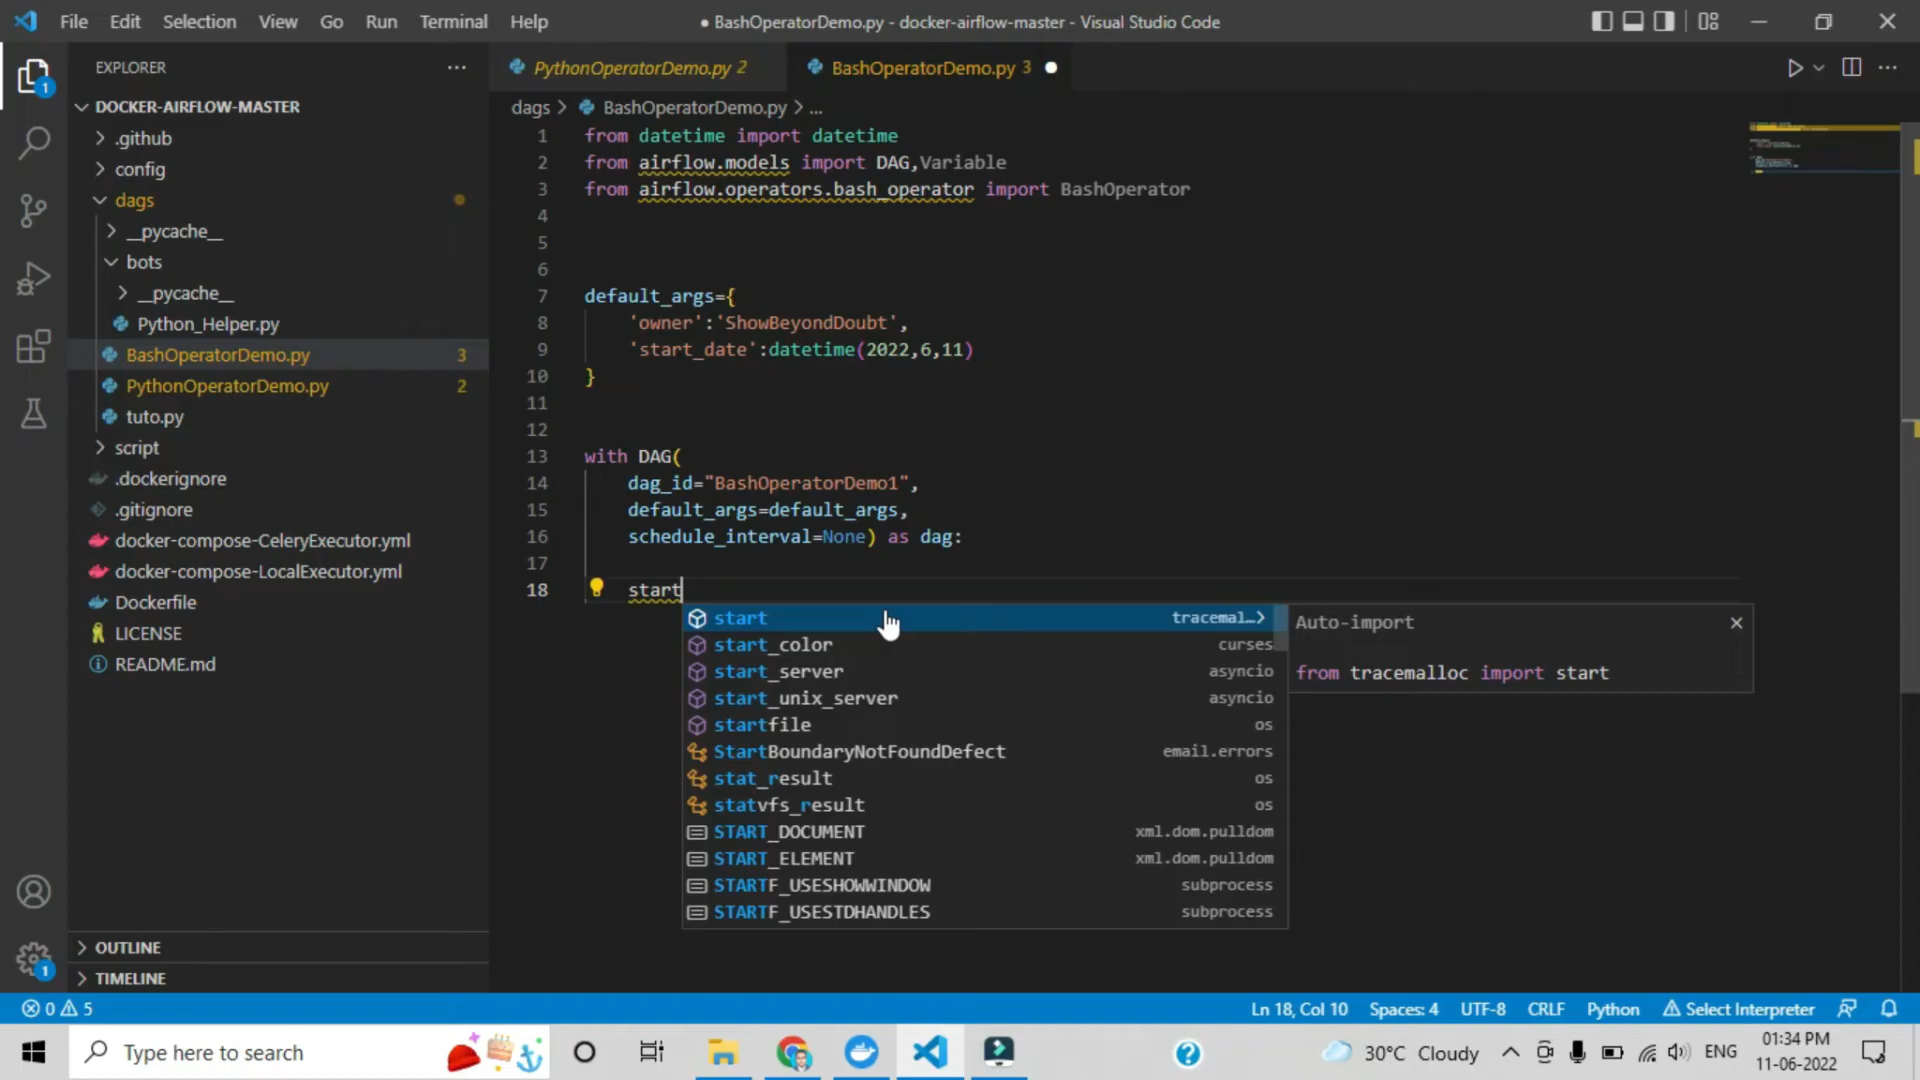 File Edit Selection View Go Run Terminal Help
● BashOperatorDemo.py - docker-airflow-master - Visual Studio Code
EXPLORER
DOCKER-AIRFLOW-MASTER
.github
config
dags
__pycache__
bots
__pycache__
Python_Helper.py
BashOperatorDemo.py 3
PythonOperatorDemo.py 2
tuto.py
script
.dockerignore
.gitignore
docker-compose-CeleryExecutor.yml
docker-compose-LocalExecutor.yml
Dockerfile
LICENSE
README.md
OUTLINE
TIMELINE
1
1
PythonOperatorDemo.py 2
BashOperatorDemo.py 3
dags > BashOperatorDemo.py > ...
1 from datetime import datetime
2 from airflow.models import DAG,Variable
3 from airflow.operators.bash_operator import BashOperator
4
5
6
7 default_args={
8 'owner':'ShowBeyondDoubt',
9 'start_date':datetime(2022,6,11)
10 }
11
12
13 with DAG(
14 dag_id="BashOperatorDemo1",
15 default_args=default_args,
16 schedule_interval=None) as dag:
17
18 start
start tracemal…>
start_color curses
start_server asyncio
start_unix_server asyncio
startfile os
StartBoundaryNotFoundDefect email.errors
stat_result os
statvfs_result os
START_DOCUMENT xml.dom.pulldom
START_ELEMENT xml.dom.pulldom
STARTF_USESHOWWINDOW subprocess
STARTF_USESTDHANDLES subprocess
Auto-import
from tracemalloc import start
0 5
Ln 18, Col 10 Spaces: 4 UTF-8 CRLF Python Select Interpreter
Type here to search
30°C Cloudy
ENG
01:34 PM
11-06-2022